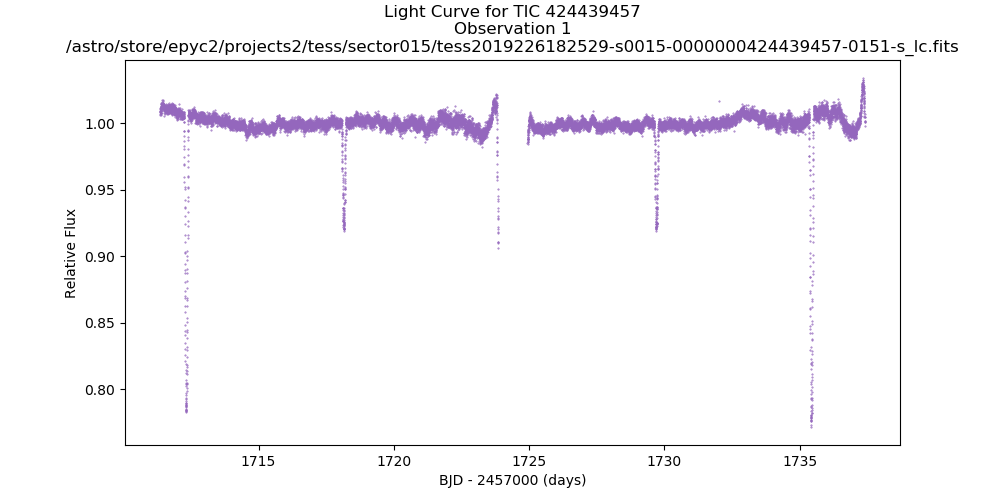 Light Curve for TIC 424439457
Observation 1
/astro/store/epyc2/projects2/tess/sector015/tess2019226182529-s0015-0000000424439457-0151-s_lc.fits
1.00
0.95
0.90
0.85
0.80
Relative Flux
1715 1720 1725 1730 1735
BJD - 2457000 (days)